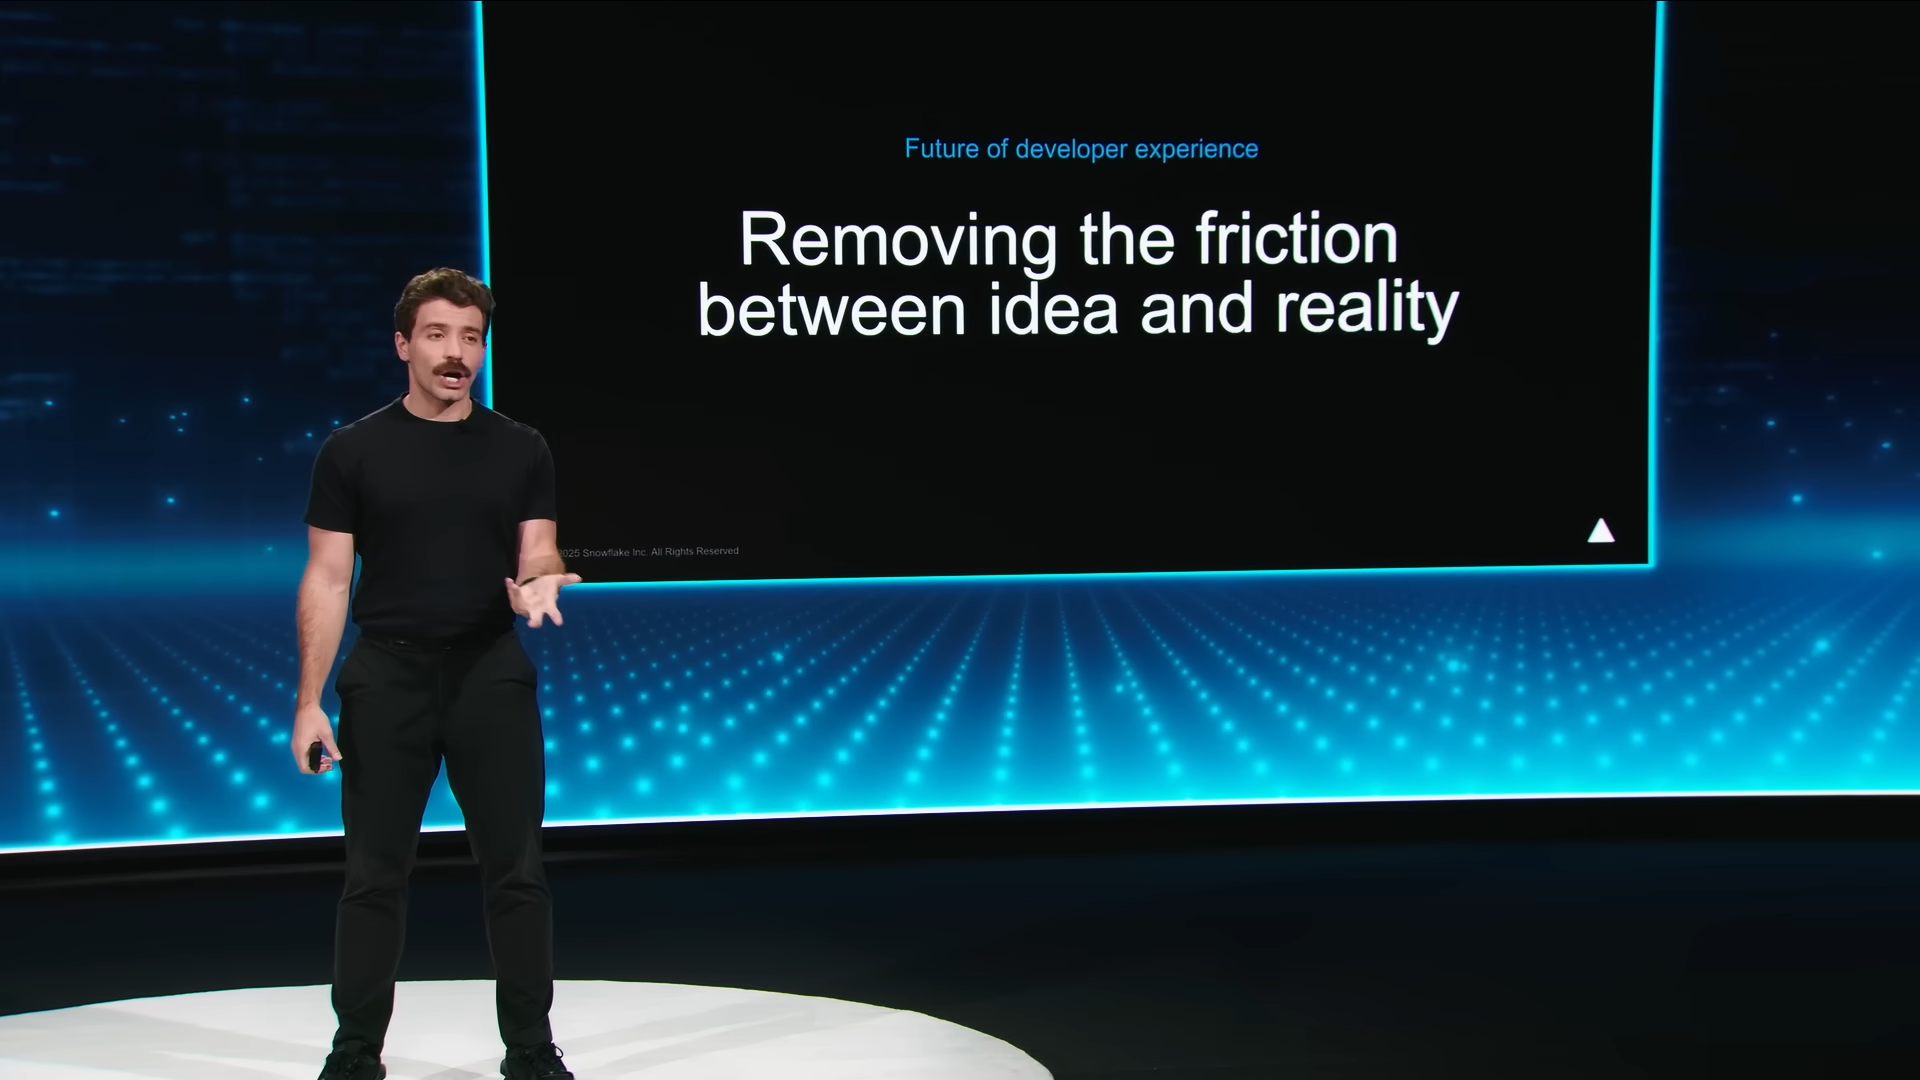 Future of developer experience
Removing the friction
between idea and reality
2025 Snowflake Inc. All Rights Reserved